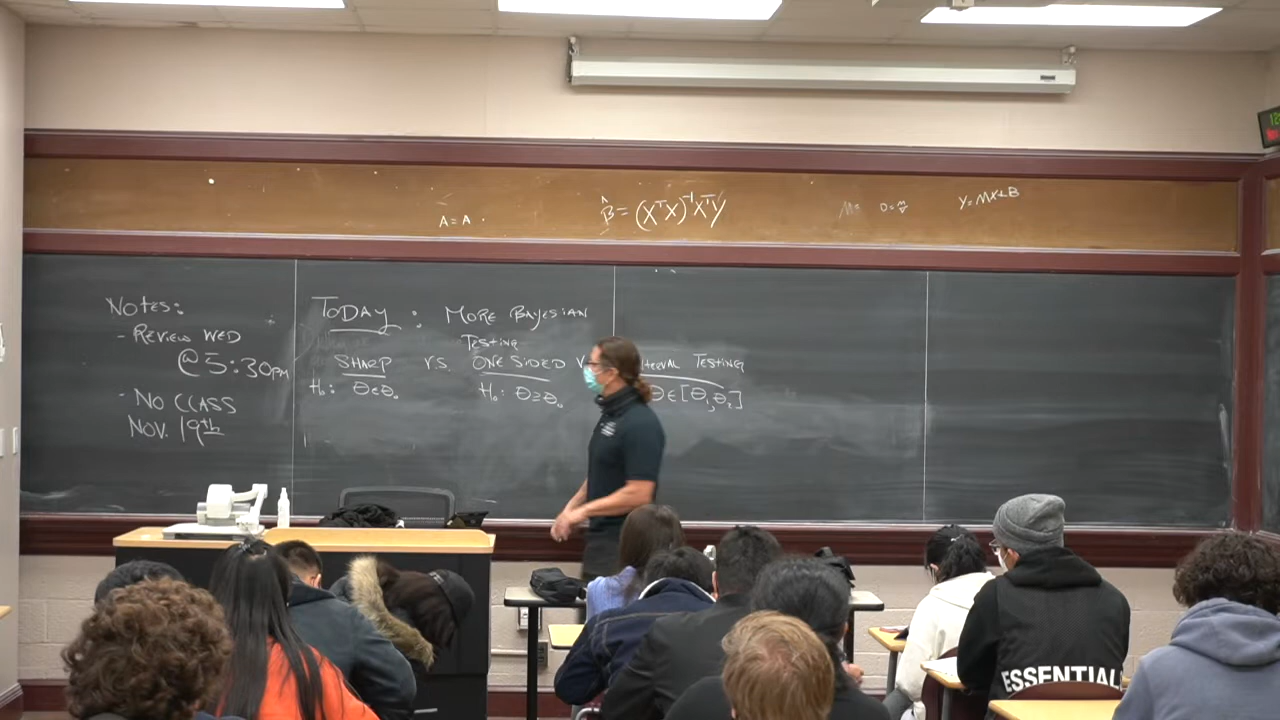 A = A
β̂ = (XᵀX)⁻¹XᵀY
D = M/V
Y = MX + B
NOTES:
- REVIEW WED
@ 5:30PM
- NO CLASS
NOV. 19th
TODAY : MORE BAYESIAN
TESTING
SHARP VS. ONE SIDED V TERVAL TESTING
H₀: θ∈θ₀ H₀: θ≥θ₀ θ∈[θ₁,θ₂]
ESSENTIAL